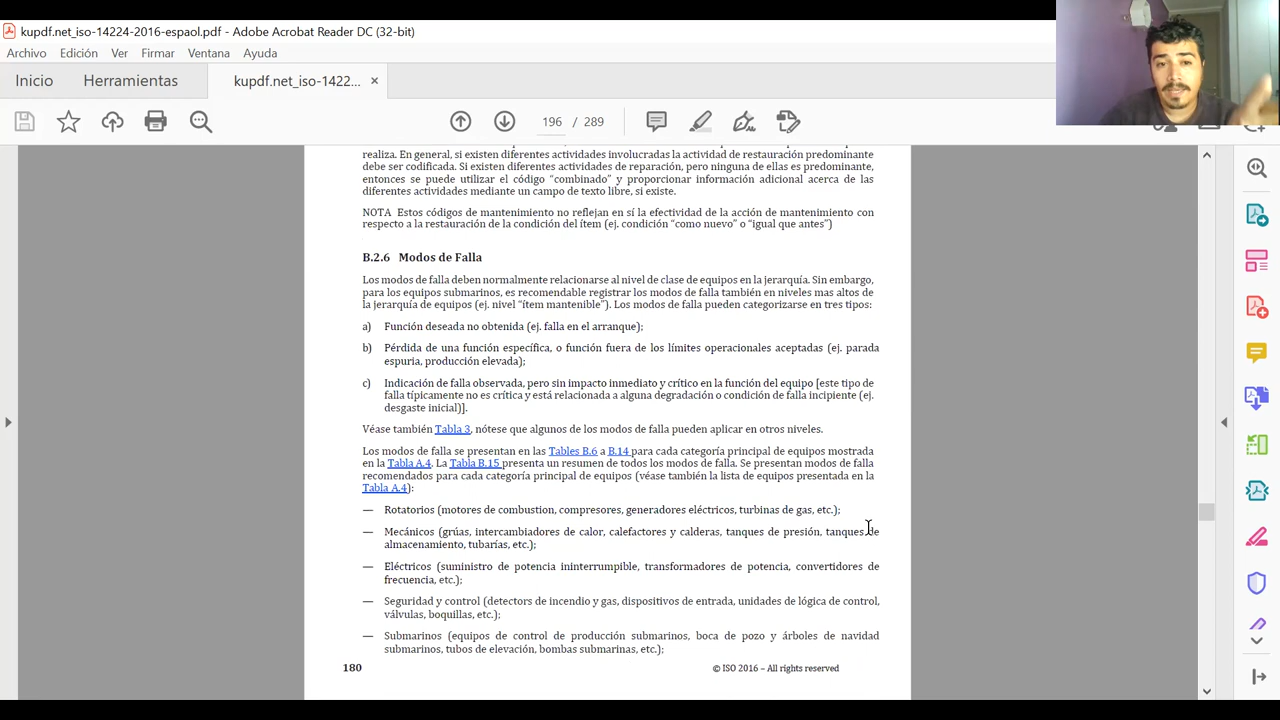 kupdf.net_iso-14224-2016-espaol.pdf - Adobe Acrobat Reader DC (32-bit)
Archivo Edición Ver Firmar Ventana Ayuda
Inicio Herramientas kupdf.net_iso-1422... ×
196 / 289
realiza. En general, si existen diferentes actividades involucradas la actividad de restauración predominante
debe ser codificada. Si existen diferentes actividades de reparación, pero ninguna de ellas es predominante,
entonces se puede utilizar el código “combinado” y proporcionar información adicional acerca de las
diferentes actividades mediante un campo de texto libre, si existe.
NOTA Estos códigos de mantenimiento no reflejan en sí la efectividad de la acción de mantenimiento con
respecto a la restauración de la condición del ítem (ej. condición “como nuevo” o “igual que antes”)
B.2.6 Modos de Falla
Los modos de falla deben normalmente relacionarse al nivel de clase de equipos en la jerarquía. Sin embargo,
para los equipos submarinos, es recomendable registrar los modos de falla también en niveles mas altos de
la jerarquía de equipos (ej. nivel “ítem mantenible”). Los modos de falla pueden categorizarse en tres tipos:
a) Función deseada no obtenida (ej. falla en el arranque);
b) Pérdida de una función específica, o función fuera de los límites operacionales aceptadas (ej. parada
espuria, producción elevada);
c) Indicación de falla observada, pero sin impacto inmediato y crítico en la función del equipo [este tipo de
falla típicamente no es crítica y está relacionada a alguna degradación o condición de falla incipiente (ej.
desgaste inicial)].
Véase también Tabla 3, nótese que algunos de los modos de falla pueden aplicar en otros niveles.
Los modos de falla se presentan en las Tables B.6 a B.14 para cada categoría principal de equipos mostrada
en la Tabla A.4. La Tabla B.15 presenta un resumen de todos los modos de falla. Se presentan modos de falla
recomendados para cada categoría principal de equipos (véase también la lista de equipos presentada en la
Tabla A.4):
— Rotatorios (motores de combustion, compresores, generadores eléctricos, turbinas de gas, etc.);
— Mecánicos (grúas, intercambiadores de calor, calefactores y calderas, tanques de presión, tanques de
almacenamiento, tubarías, etc.);
— Eléctricos (suministro de potencia ininterrumpible, transformadores de potencia, convertidores de
frecuencia, etc.);
— Seguridad y control (detectors de incendio y gas, dispositivos de entrada, unidades de lógica de control,
válvulas, boquillas, etc.);
— Submarinos (equipos de control de producción submarinos, boca de pozo y árboles de navidad
submarinos, tubos de elevación, bombas submarinas, etc.);
180 © ISO 2016 – All rights reserved